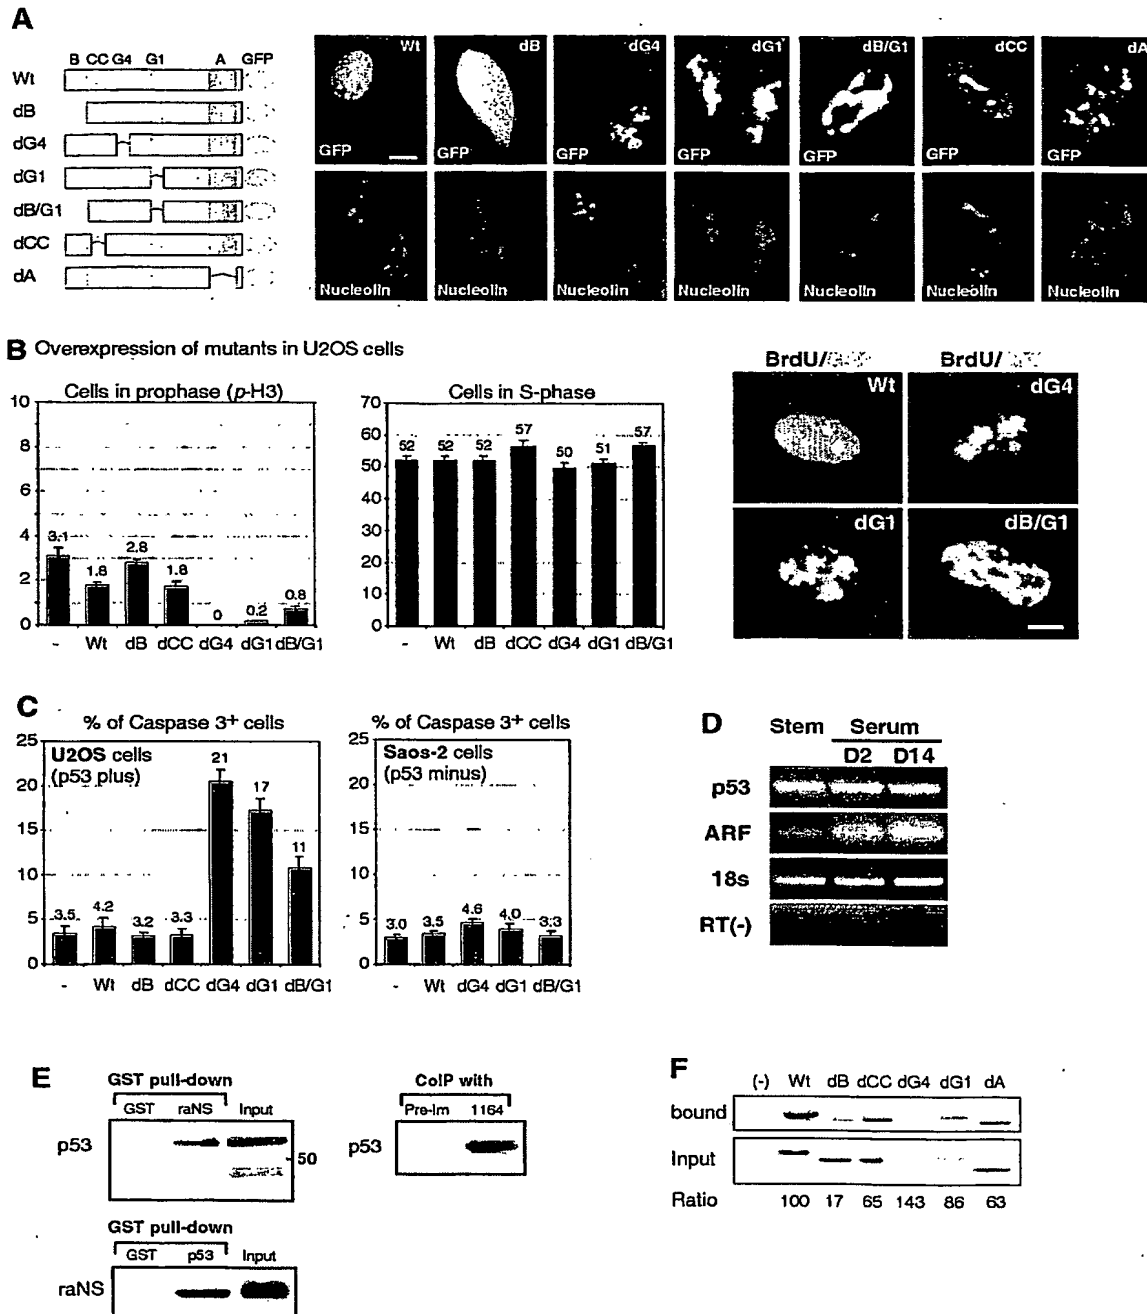 A
B CC G4 G1 A GFP
Wt
dB
dG4
dG1
dB/G1
dCC
dA
Wt dB dG4 dG1 dB/G1 dCC dA
GFP GFP GFP GFP GFP GFP GFP
Nucleolin Nucleolin Nucleolin Nucleolin Nucleolin Nucleolin Nucleolin
B Overexpression of mutants in U2OS cells
Cells in prophase (p-H3)
10
8
6
4
2
0
3.1 1.8 2.8 1.8 0 0.2 0.8
- Wt dB dCC dG4 dG1 dB/G1
Cells in S-phase
70
60
50
40
30
20
10
0
52 52 52 57 50 51 57
- Wt dB dCC dG4 dG1 dB/G1
BrdU/ BrdU/
Wt dG4
dG1 dB/G1
C
% of Caspase 3+ cells
U2OS cells
(p53 plus)
25
20
15
10
5
0
3.5 4.2 3.2 3.3 21 17 11
- Wt dB dCC dG4 dG1 dB/G1
% of Caspase 3+ cells
Saos-2 cells
(p53 minus)
25
20
15
10
5
0
3.0 3.5 4.6 4.0 3.3
- Wt dG4 dG1 dB/G1
D
Stem Serum
D2 D14
p53
ARF
18s
RT(-)
E
GST pull-down
GST raNS Input
p53
50
CoIP with
Pre-Im 1164
p53
GST pull-down
GST p53 Input
raNS
F
(-) Wt dB dCC dG4 dG1 dA
bound
Input
Ratio 100 17 65 143 86 63